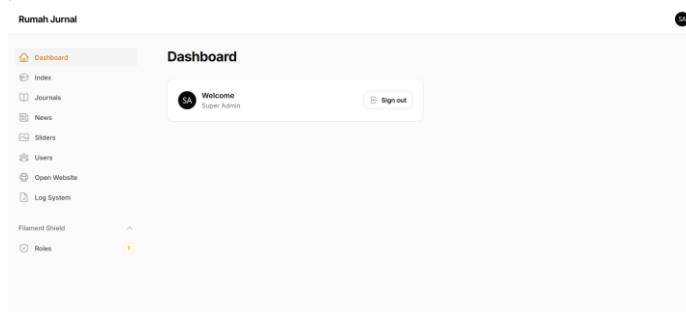 Rumah Jurnal
SA
Dashboard
Index
Journals
News
Sliders
Users
Open Website
Log System
Filament Shield
Roles
1
Dashboard
SA
Welcome
Super Admin
Sign out